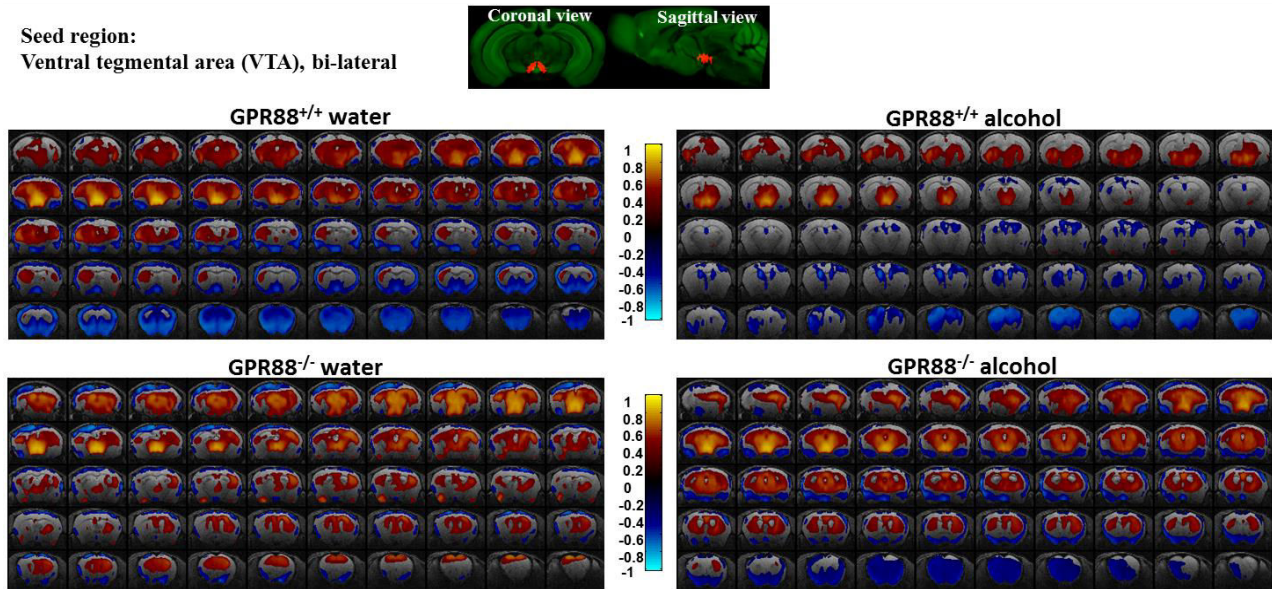 Coronal view
Sagittal view
Seed region:
Ventral tegmental area (VTA), bi-lateral
GPR88+/+ water
GPR88+/+ alcohol
1
0.8
0.6
0.4
0.2
0
-0.2
-0.4
-0.6
-0.8
-1
GPR88-/- water
GPR88-/- alcohol
1
0.8
0.6
0.4
0.2
0
-0.2
-0.4
-0.6
-0.8
-1